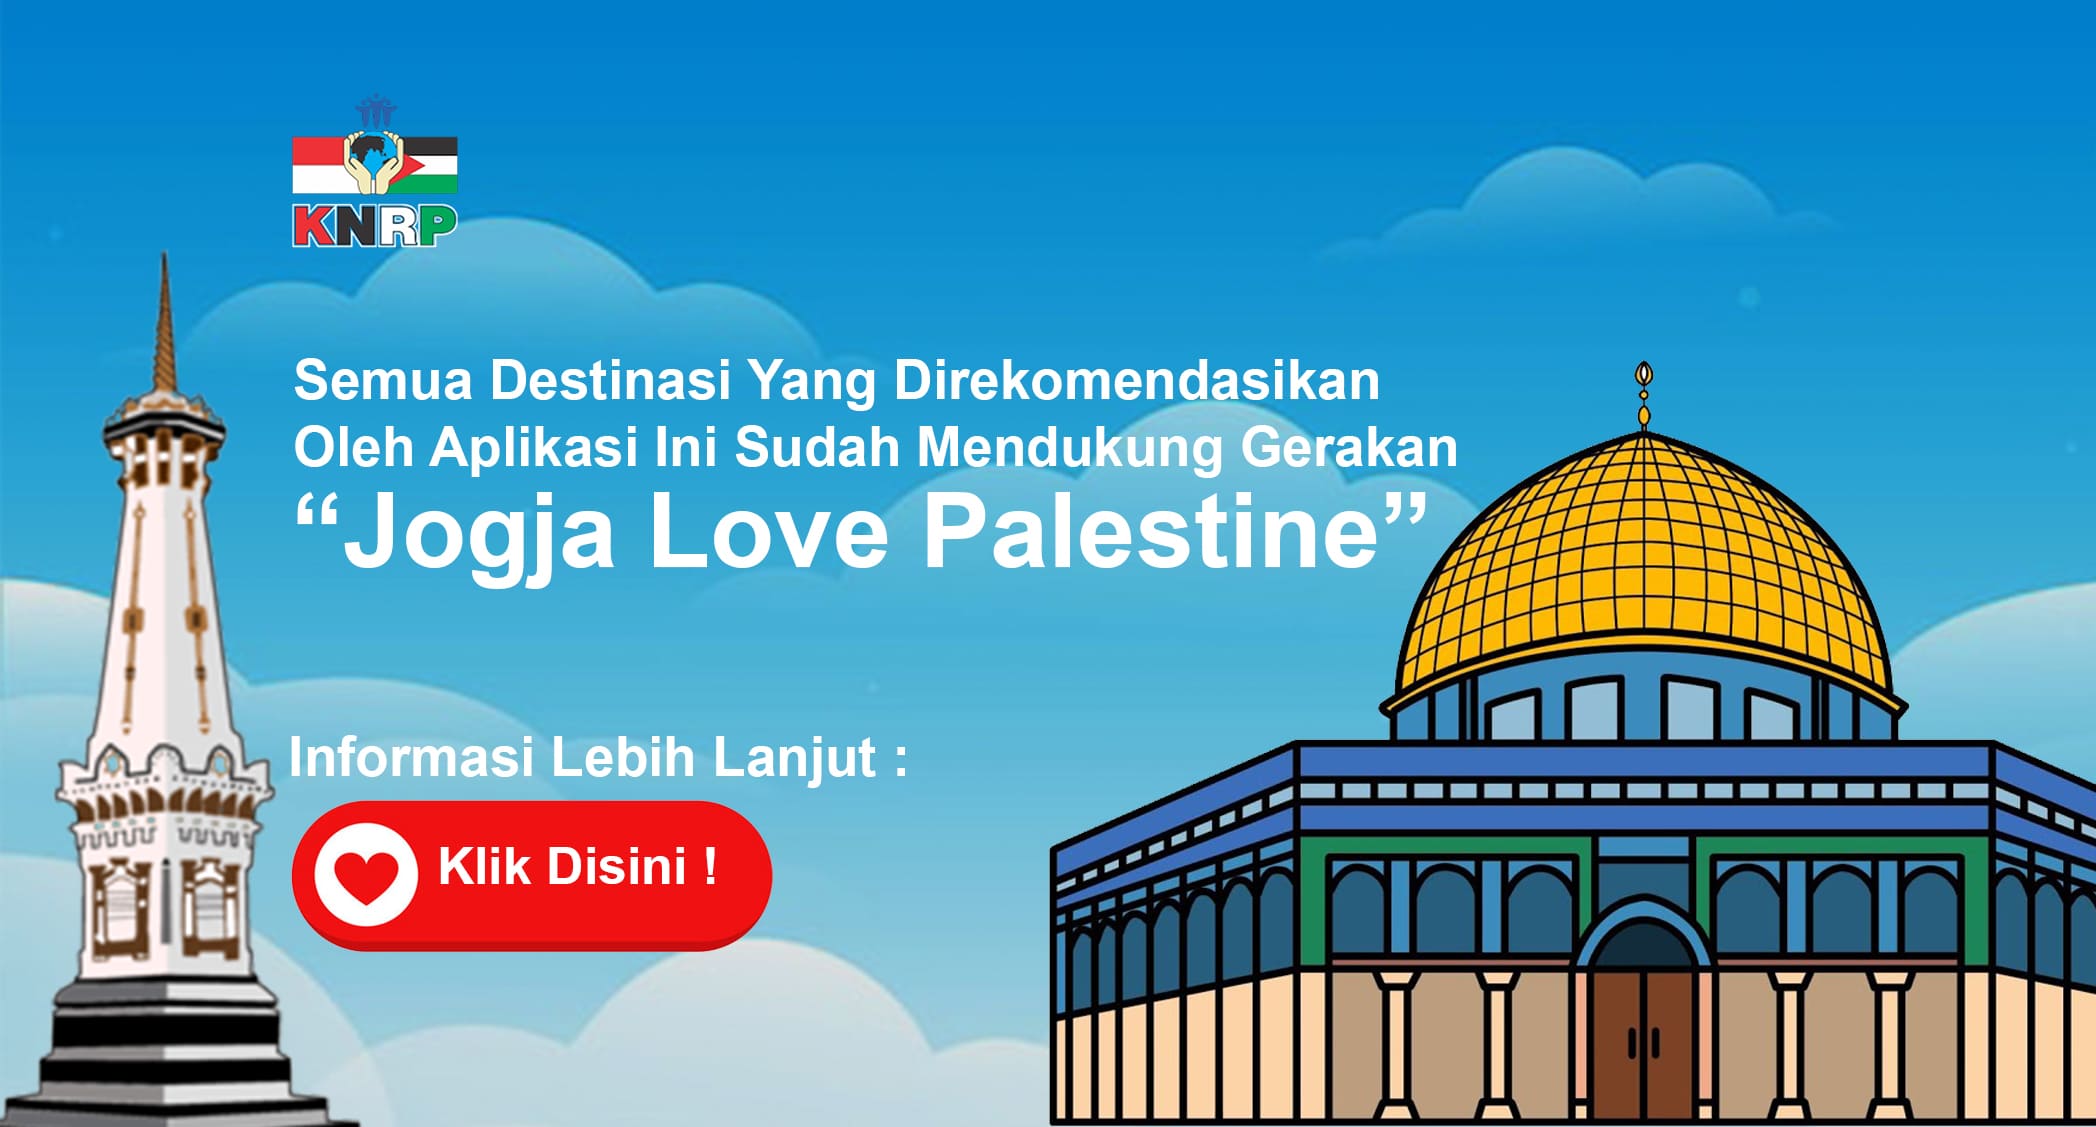 KNRP
Semua Destinasi Yang Direkomendasikan
Oleh Aplikasi Ini Sudah Mendukung Gerakan
“Jogja Love Palestine”
Informasi Lebih Lanjut :
Klik Disini !